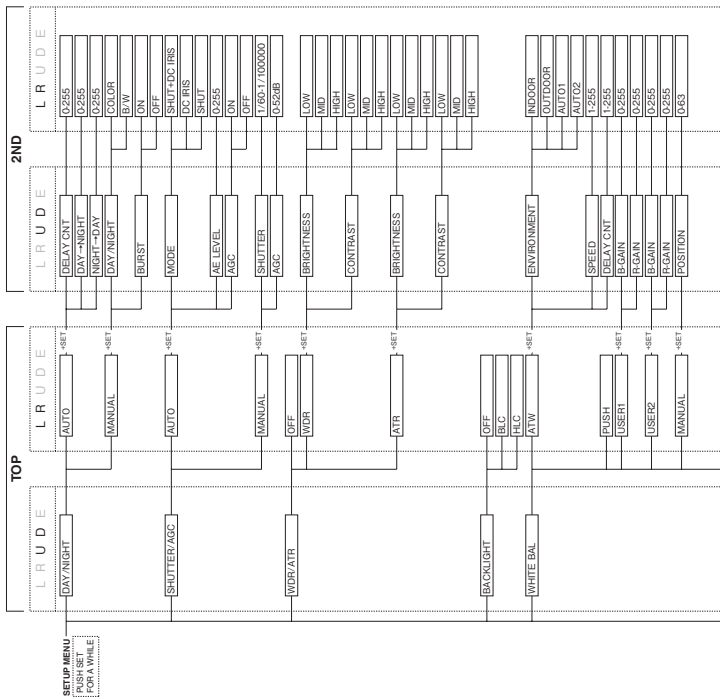 SETUP MENU
PUSH SET
FOR A WHILE
TOP
L R U D E
DAY/NIGHT
SHUTTER/AGC
WDR/ATR
BACKLIGHT
WHITE BAL
L R U D E
AUTO +SET
MANUAL +SET
AUTO +SET
MANUAL +SET
OFF
WDR +SET
ATR +SET
OFF
BLC
HLC
ATW +SET
PUSH
USER1 +SET
USER2 +SET
MANUAL +SET
2ND
L R U D E
DELAY CNT
DAY→NIGHT
NIGHT→DAY
DAY/NIGHT
BURST
MODE
AE LEVEL
AGC
SHUTTER
AGC
BRIGHTNESS
CONTRAST
BRIGHTNESS
CONTRAST
ENVIRONMENT
SPEED
DELAY CNT
B-GAIN
R-GAIN
B-GAIN
R-GAIN
POSITION
L R U D E
0-255
0-255
0-255
COLOR
B/W
ON
OFF
SHUT+DC IRIS
DC IRIS
SHUT
0-255
ON
OFF
1/60-1/100000
0-52dB
LOW
MID
HIGH
LOW
MID
HIGH
LOW
MID
HIGH
LOW
MID
HIGH
INDOOR
OUTDOOR
AUTO1
AUTO2
1-255
1-255
0-255
0-255
0-255
0-255
0-63